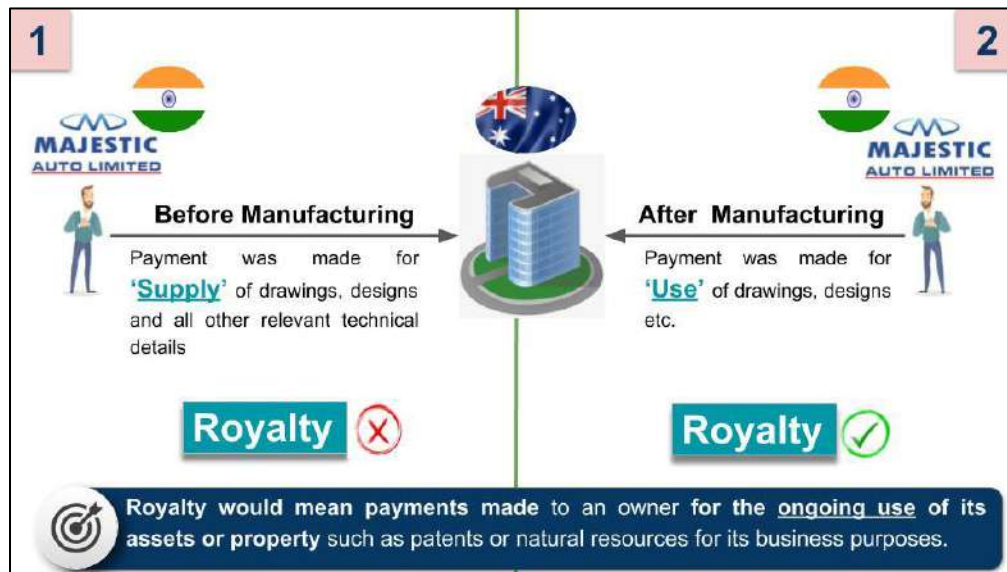 1
MAJESTIC
AUTO LIMITED
Before Manufacturing
Payment was made for
‘Supply’ of drawings, designs
and all other relevant technical
details
Royalty
2
MAJESTIC
AUTO LIMITED
After Manufacturing
Payment was made for
‘Use’ of drawings, designs
etc.
Royalty
Royalty would mean payments made to an owner for the ongoing use of its
assets or property such as patents or natural resources for its business purposes.